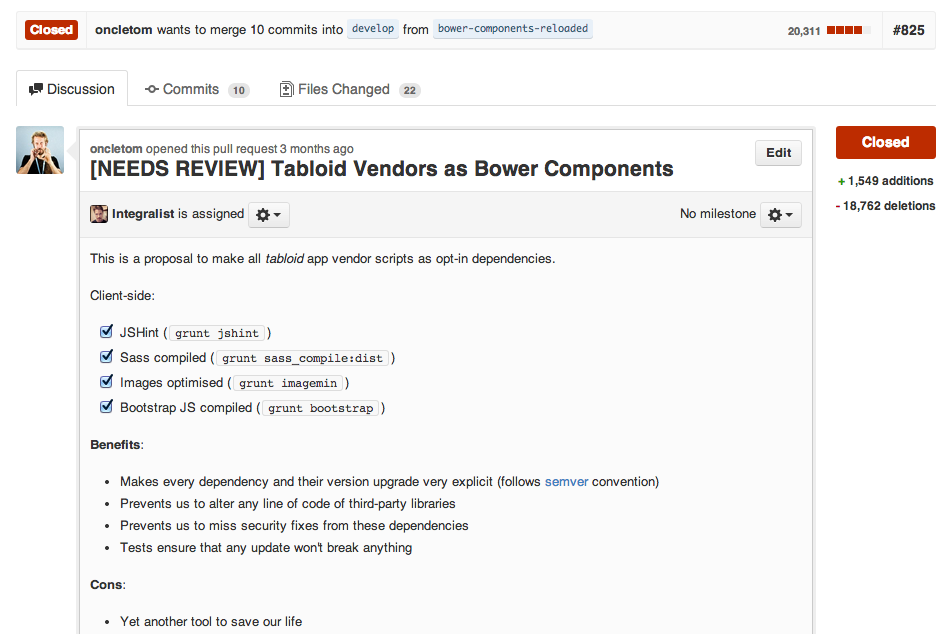 Closed oncletom wants to merge 10 commits into develop from bower-components-reloaded 20,311 #825
Discussion Commits 10 Files Changed 22
oncletom opened this pull request 3 months ago
[NEEDS REVIEW] Tabloid Vendors as Bower Components
Edit
Closed
+ 1,549 additions
- 18,762 deletions
Integralist is assigned No milestone
This is a proposal to make all tabloid app vendor scripts as opt-in dependencies.
Client-side:
JSHint ( grunt jshint )
Sass compiled ( grunt sass_compile:dist )
Images optimised ( grunt imagemin )
Bootstrap JS compiled ( grunt bootstrap )
Benefits:
• Makes every dependency and their version upgrade very explicit (follows semver convention)
• Prevents us to alter any line of code of third-party libraries
• Prevents us to miss security fixes from these dependencies
• Tests ensure that any update won't break anything
Cons:
• Yet another tool to save our life